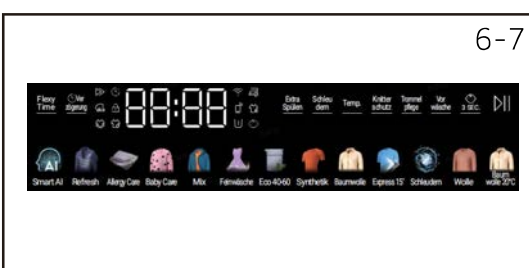 6-7
Flexy Time
Ver zögerung
88:88
Extra Spülen
Schleu dern
Temp.
Knitter schutz
Trommel pflege
Vor wäsche
3 SEC.
Smart AI
Refresh
Allergy Care
Baby Care
Mix
Feinwäsche
Eco 40-60
Synthetik
Baumwolle
Express 15'
Schleudern
Wolle
Baum wolle 20°C